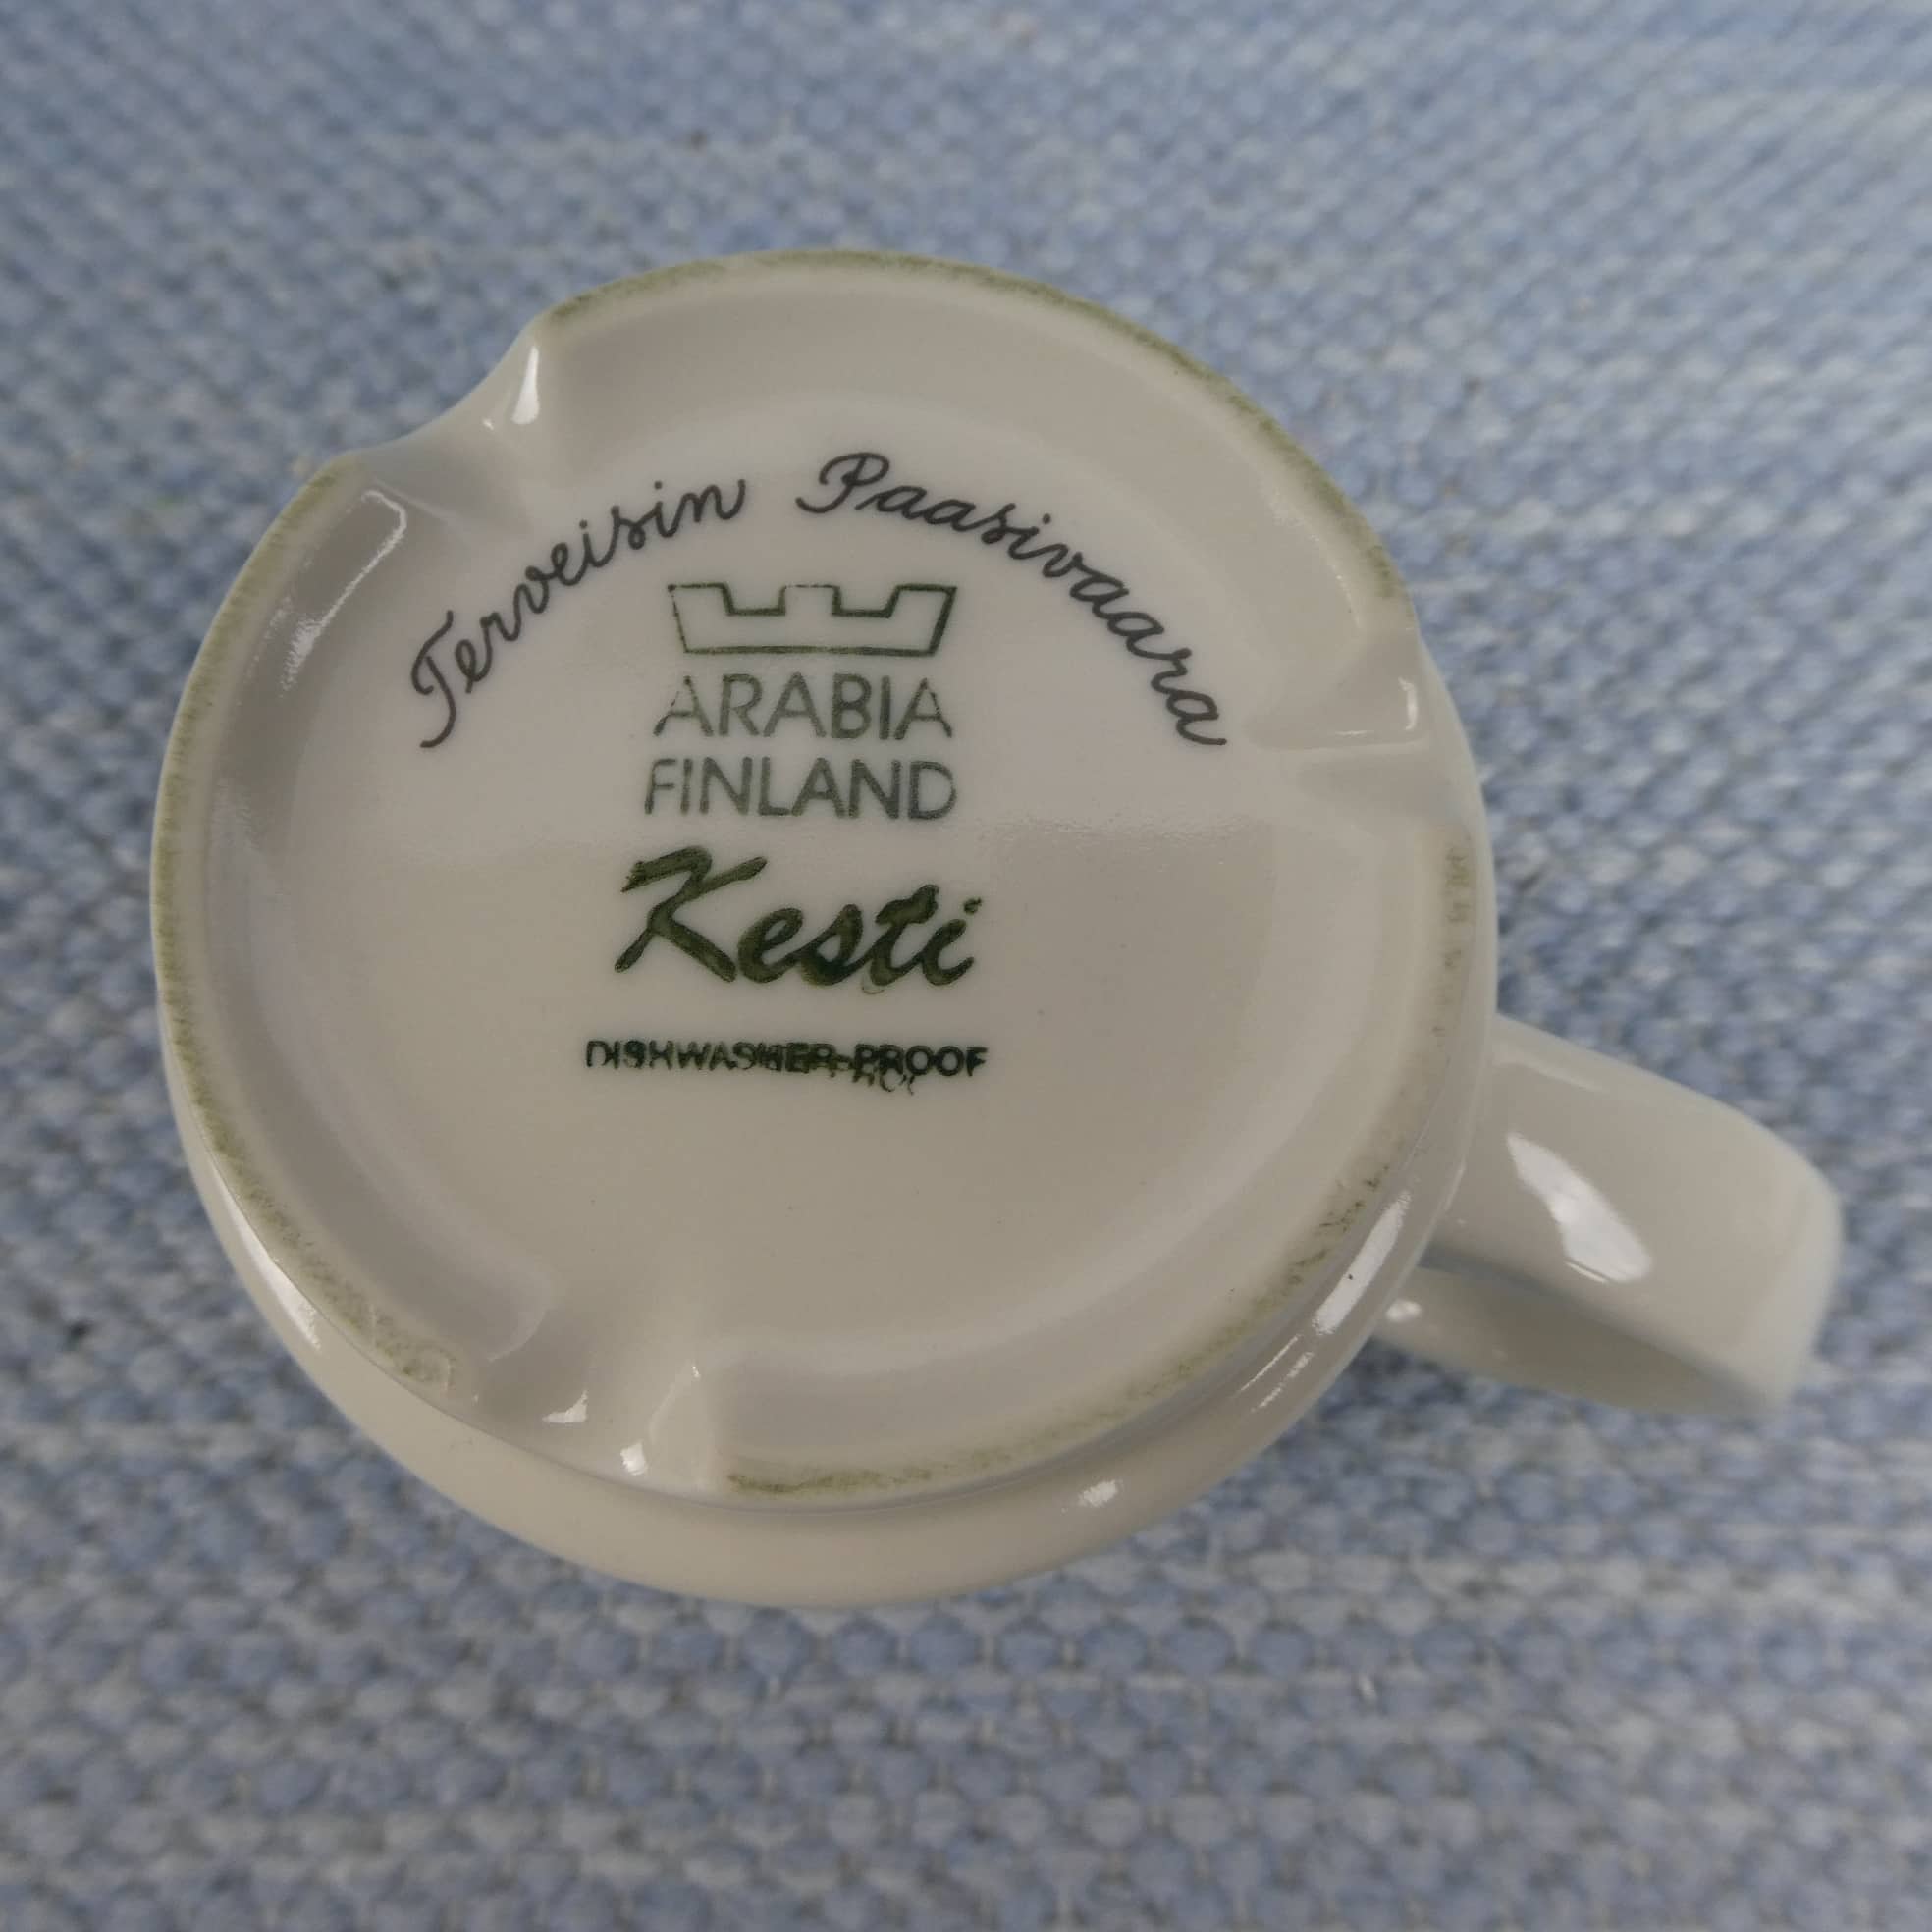 Terveisin Paasivaara
ARABIA
FINLAND
Kesti
DISHWASHER-PROOF